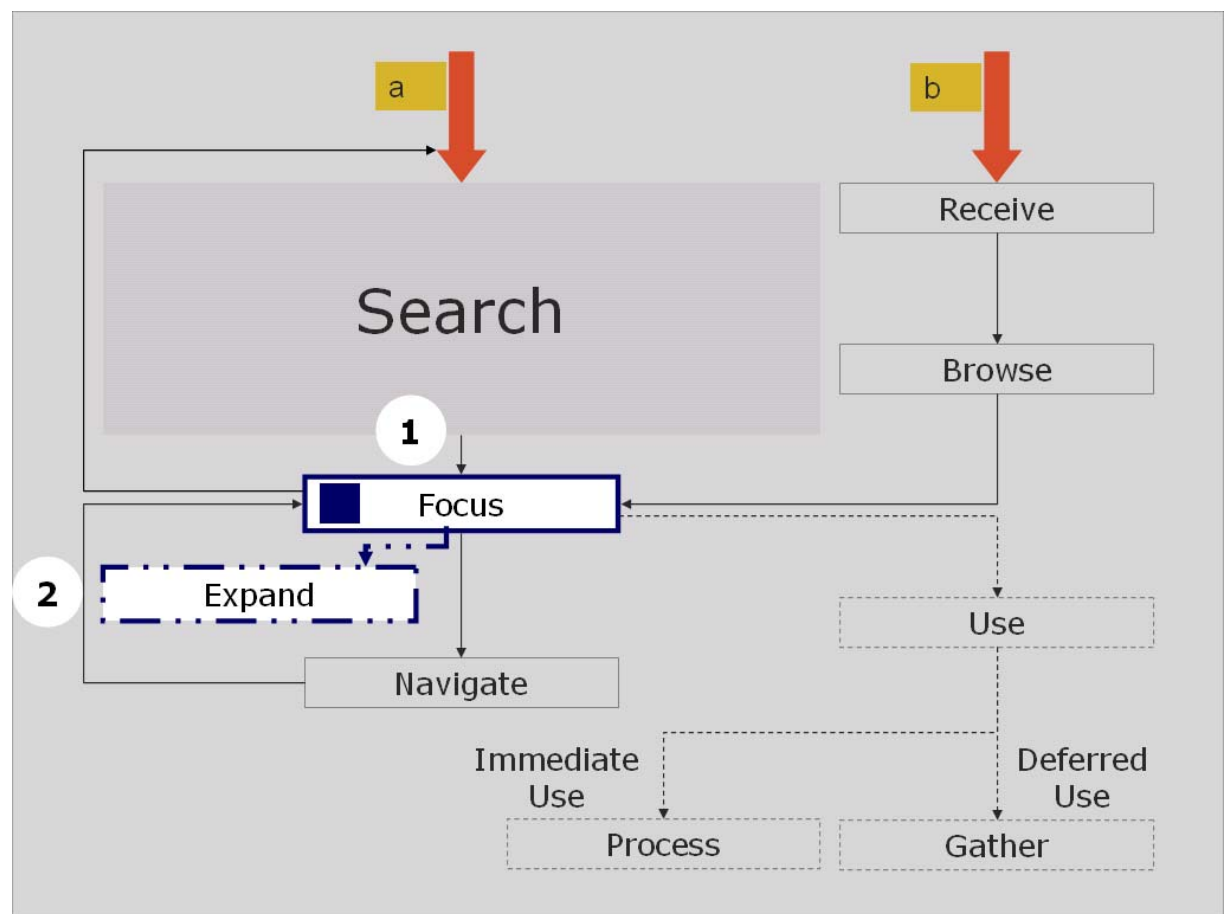 a
b
Receive
Search
Browse
1
Focus
2
Expand
Use
Navigate
Immediate
Use
Deferred
Use
Process
Gather